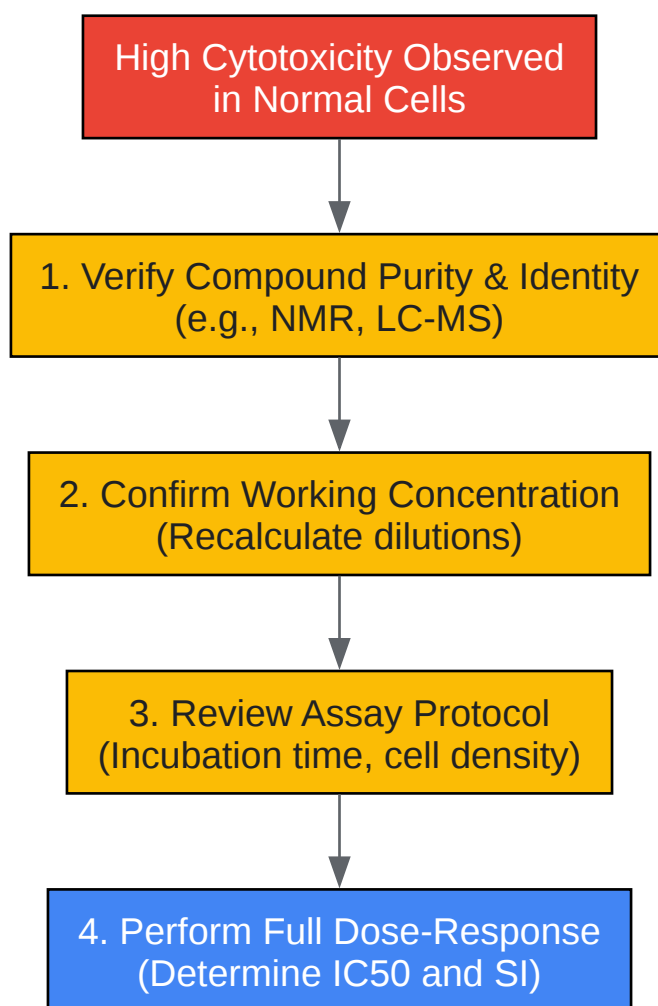 High Cytotoxicity Observed
in Normal Cells
1. Verify Compound Purity & Identity
(e.g., NMR, LC-MS)
2. Confirm Working Concentration
(Recalculate dilutions)
3. Review Assay Protocol
(Incubation time, cell density)
4. Perform Full Dose-Response
(Determine IC50 and SI)